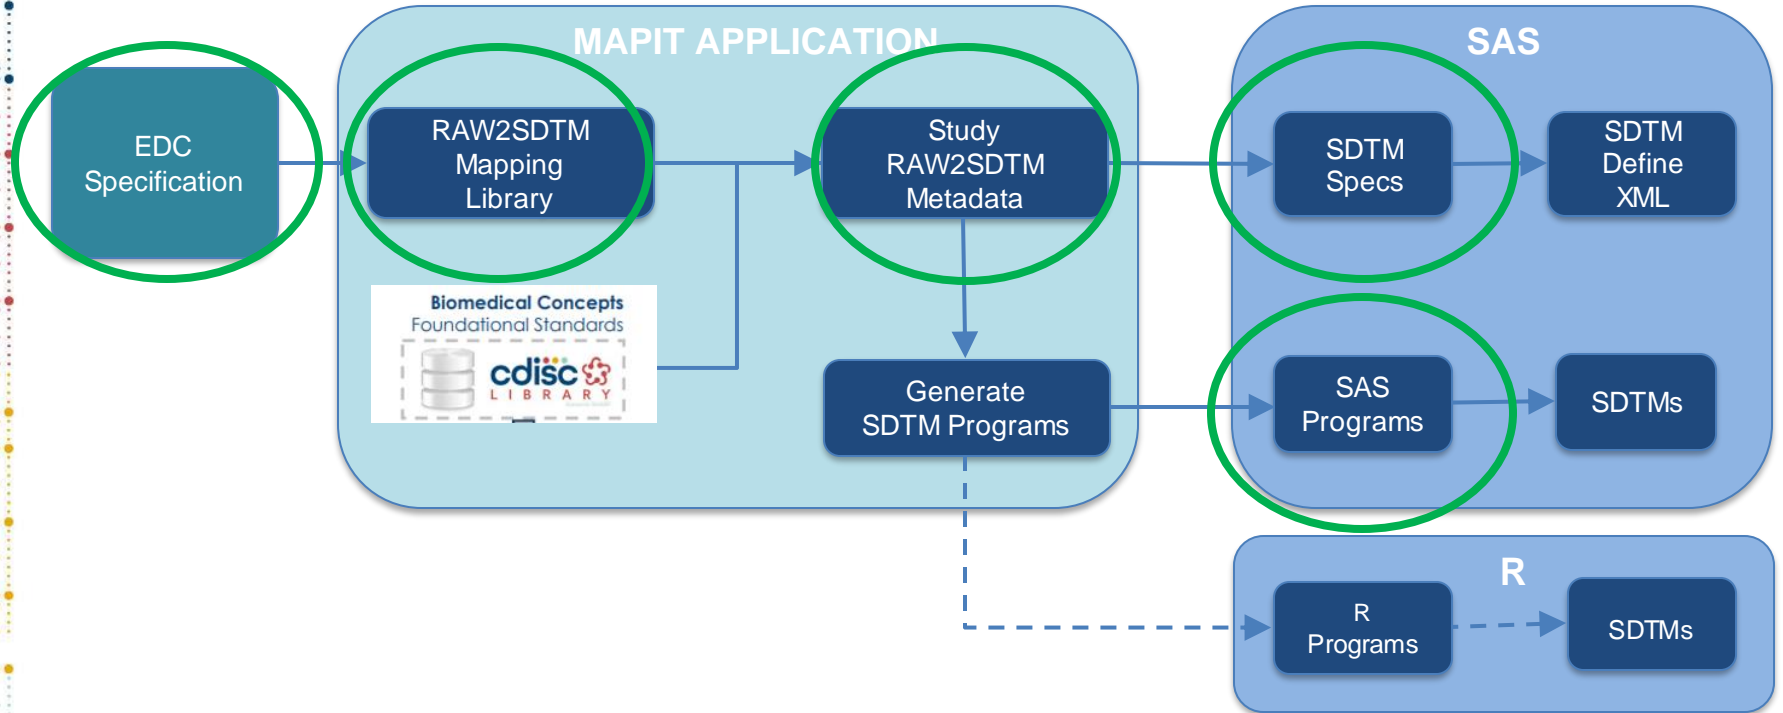 MAPIT APPLICATION
SAS
EDC
Specification
RAW2SDTM
Mapping
Library
Study
RAW2SDTM
Metadata
SDTM
Specs
SDTM
Define
XML
Biomedical Concepts
Foundational Standards
cdisc
LIBRARY
Generate
SDTM Programs
SAS
Programs
SDTMs
R
R
Programs
SDTMs